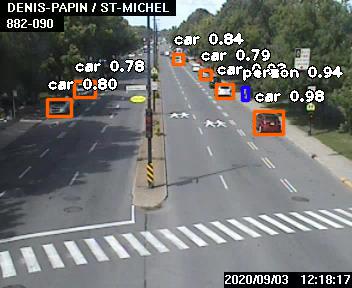 DENIS-PAPIN / ST-MICHEL
882-090
car 0.84
car 0.78
car 0.79
person 0.94
car 0.80
car 0.98
2020/09/03 12:18:17